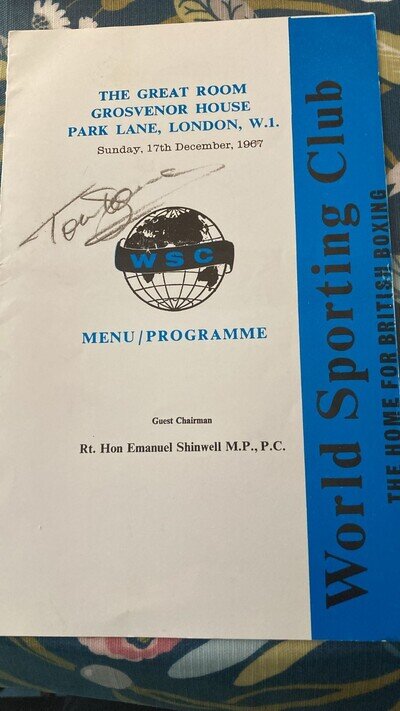 THE GREAT ROOM
GROSVENOR HOUSE
PARK LANE, LONDON, W.1.
Sunday, 17th December, 1967
WSC
MENU/PROGRAMME
Guest Chairman
Rt. Hon Emanuel Shinwell M.P., P.C.
World Sporting Club
THE HOME FOR BRITISH BOXING